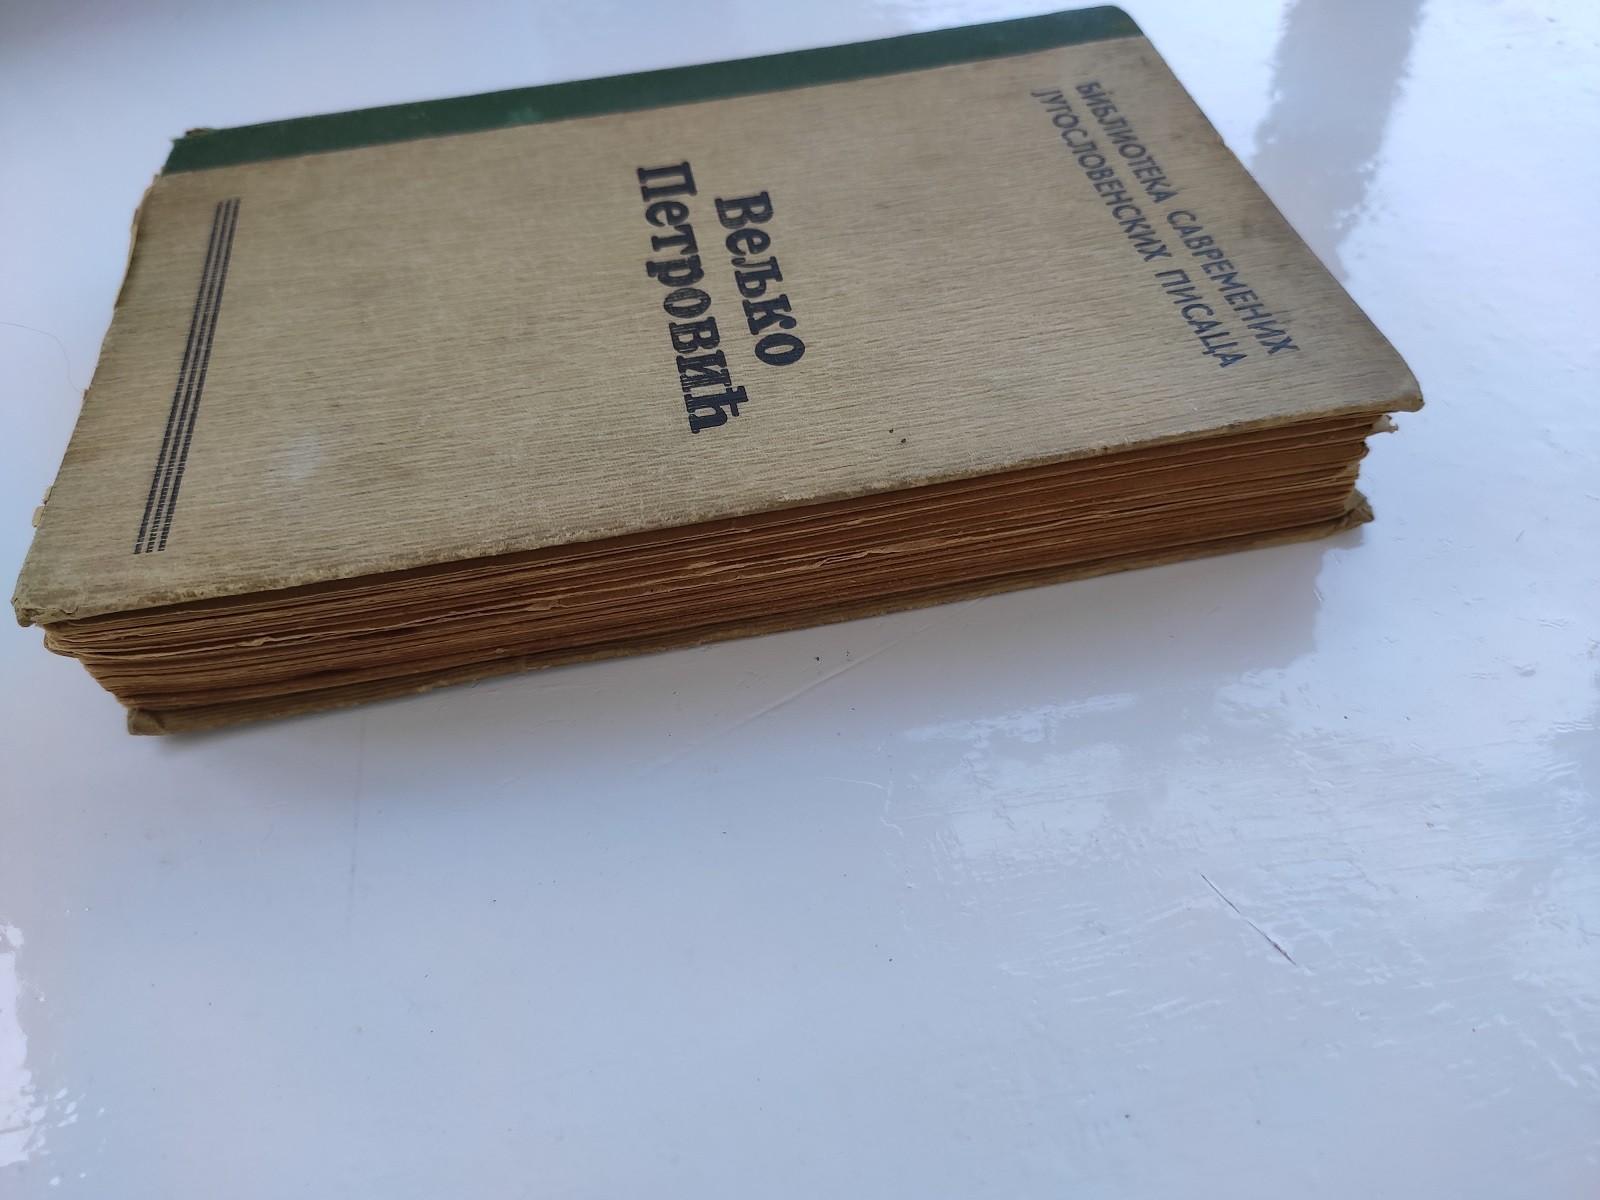 БИБЛИОТЕКА САВРЕМЕНИХ
ЈУГОСЛОВЕНСКИХ ПИСАЦА
Вељко
Петровић